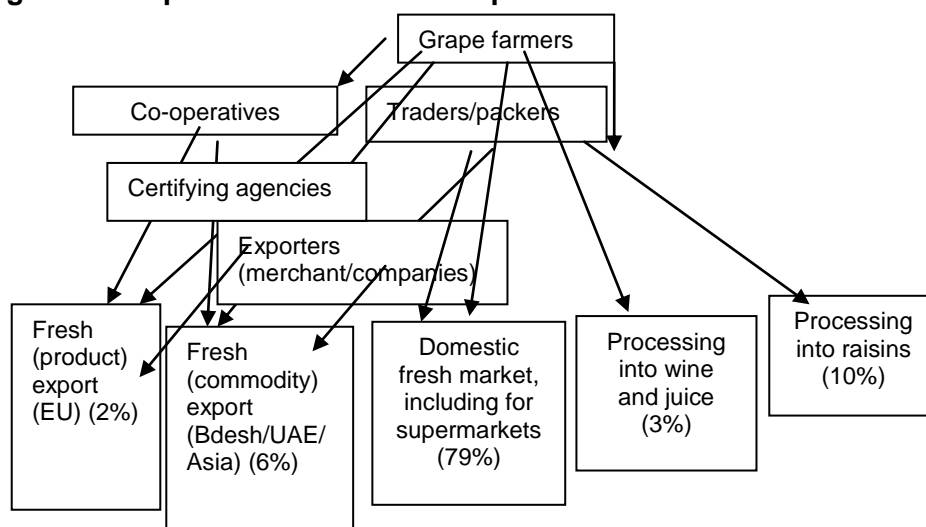 Grape farmers
Co-operatives
Traders/packers
Certifying agencies
Exporters
(merchant/companies)
Fresh
(product)
export
(EU) (2%)
Fresh
(commodity)
export
(Bdesh/UAE/
Asia) (6%)
Domestic
fresh market,
including for
supermarkets
(79%)
Processing
into wine
and juice
(3%)
Processing
into raisins
(10%)